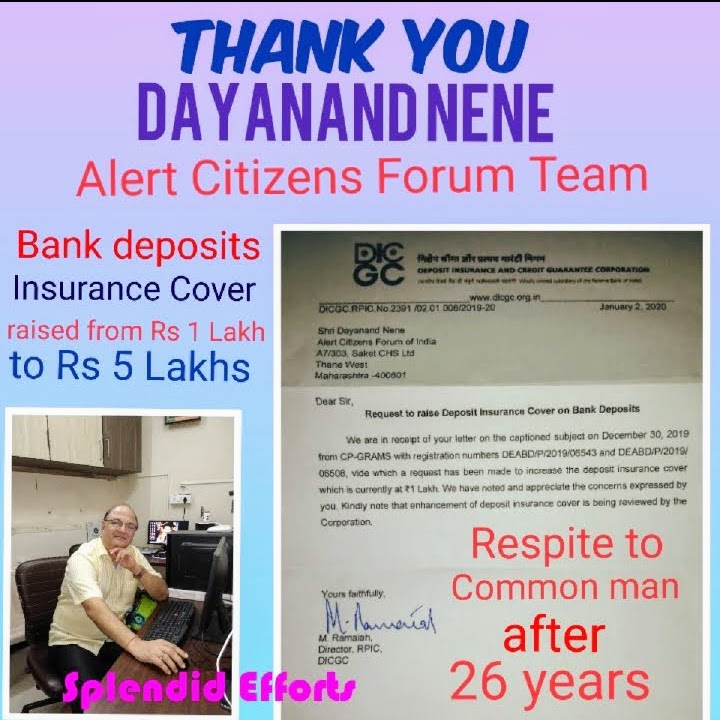 THANK YOU
DAYANAND NENE
Alert Citizens Forum Team
Bank deposits
Insurance Cover
raised from Rs 1 Lakh
to Rs 5 Lakhs
DIC
GC
निक्षेप बीमा और प्रत्यय गारंटी निगम
DEPOSIT INSURANCE AND CREDIT GUARANTEE CORPORATION
www.dicgc.org.in
DICGC.RPIC.No.2391 /02.01.006/2019-20
January 2, 2020
Shri Dayanand Nene
Alert Citizens Forum of India
A7/303, Saket CHS Ltd
Thane West
Maharashtra -400601
Dear Sir,
Request to raise Deposit Insurance Cover on Bank Deposits
We are in receipt of your letter on the captioned subject on December 30, 2019
from CP-GRAMS with registration numbers DEABD/P/2019/06543 and DEABD/P/2019/
06508, vide which a request has been made to increase the deposit insurance cover
which is currently at ₹1 Lakh. We have noted and appreciate the concerns expressed by
you. Kindly note that enhancement of deposit insurance cover is being reviewed by the
Corporation.
Yours faithfully,
M. Ramaiah
M. Ramaiah,
Director, RPIC,
DICGC
Respite to
Common man
after
26 years
Splendid Efforts